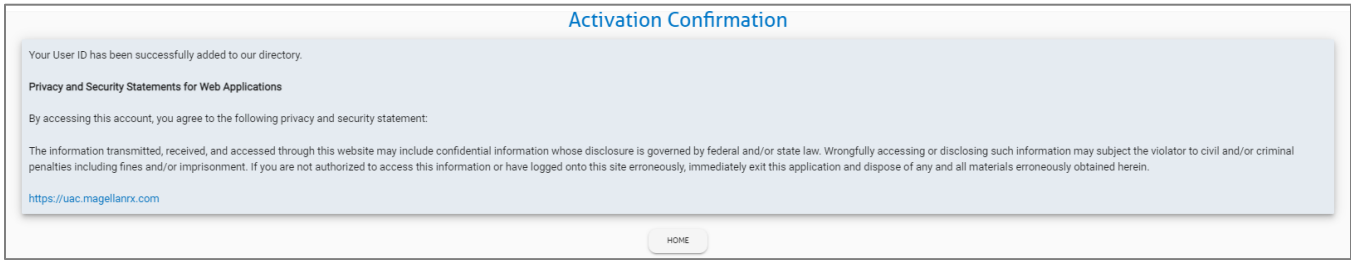 Activation Confirmation
Your User ID has been successfully added to our directory.
Privacy and Security Statements for Web Applications
By accessing this account, you agree to the following privacy and security statement:
The information transmitted, received, and accessed through this website may include confidential information whose disclosure is governed by federal and/or state law. Wrongfully accessing or disclosing such information may subject the violator to civil and/or criminal
penalties including fines and/or imprisonment. If you are not authorized to access this information or have logged onto this site erroneously, immediately exit this application and dispose of any and all materials erroneously obtained herein.
https://uac.magellanrx.com
HOME